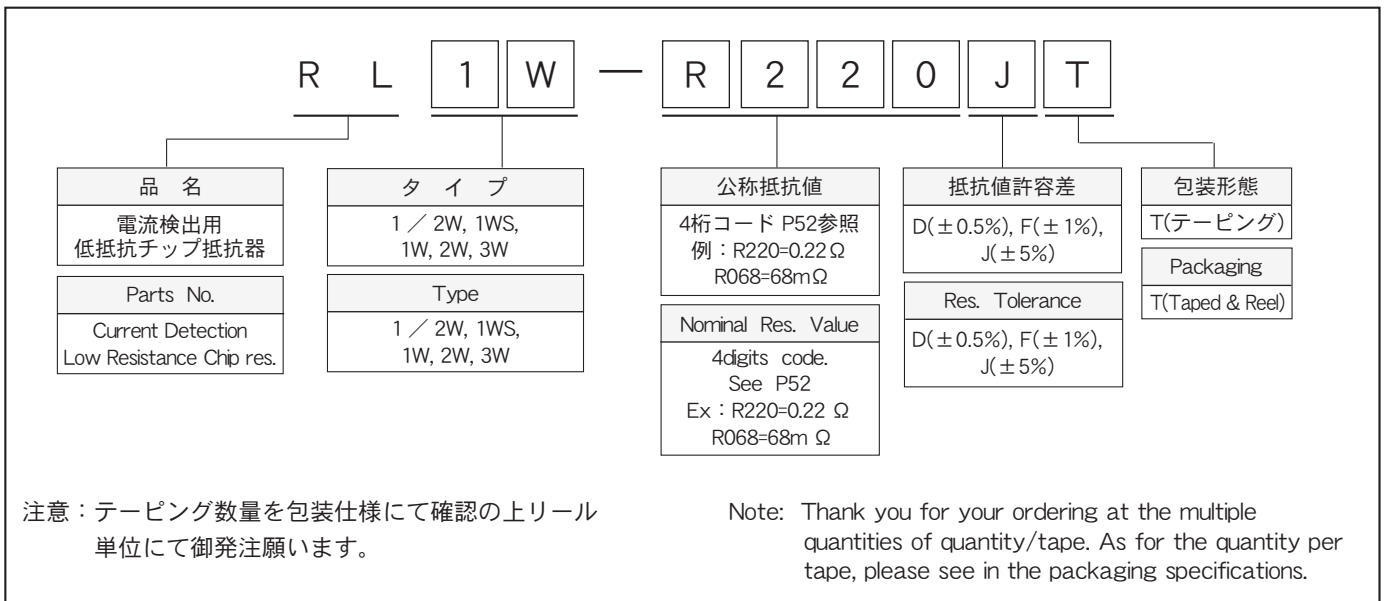 R L 1 W — R 2 2 0 J T
品 名
電流検出用
低抵抗チップ抵抗器
Parts No.
Current Detection
Low Resistance Chip res.
タ イ プ
1 ／ 2W, 1WS,
1W, 2W, 3W
Type
1 ／ 2W, 1WS,
1W, 2W, 3W
公称抵抗値
4桁コード P52参照
例：R220=0.22Ω
R068=68mΩ
Nominal Res. Value
4digits code.
See P52
Ex：R220=0.22 Ω
R068=68m Ω
抵抗値許容差
D(±0.5%), F(±1%),
J(±5%)
Res. Tolerance
D(±0.5%), F(±1%),
J(±5%)
包装形態
T(テーピング)
Packaging
T(Taped & Reel)
注意：テーピング数量を包装仕様にて確認の上リール
単位にて御発注願います。
Note: Thank you for your ordering at the multiple
quantities of quantity/tape. As for the quantity per
tape, please see in the packaging specifications.